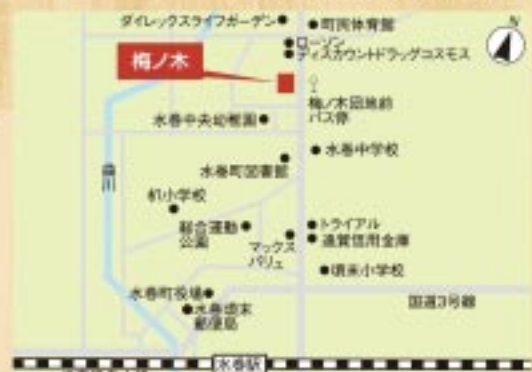 ダイレックスライフガーデン
町民体育館
ローソン
ディスカウントドラッグコスモス
N
梅ノ木
梅ノ木団地前
バス停
水巻中央幼稚園
水巻中学校
水巻町図書館
曲川
机小学校
総合運動
公園
マックス
バリュ
トライアル
遠賀信用金庫
頃末小学校
水巻町役場
水巻頃末
郵便局
国道3号線
水巻駅